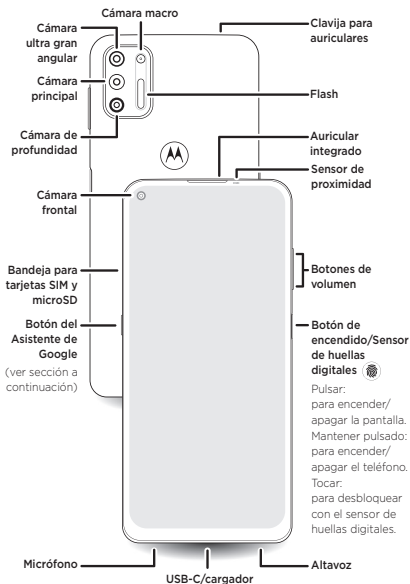 Cámara macro
Cámara
ultra gran
angular
Cámara
principal
Cámara de
profundidad
Cámara
frontal
Bandeja para
tarjetas SIM y
microSD
Botón del
Asistente de
Google
(ver sección a
continuación)
Micrófono
USB-C/cargador
Clavija para
auriculares
Flash
Auricular
integrado
Sensor de
proximidad
Botones de
volumen
Botón de
encendido/Sensor
de huellas
digitales
Pulsar:
para encender/
apagar la pantalla.
Mantener pulsado:
para encender/
apagar el teléfono.
Tocar:
para desbloquear
con el sensor de
huellas digitales.
Altavoz